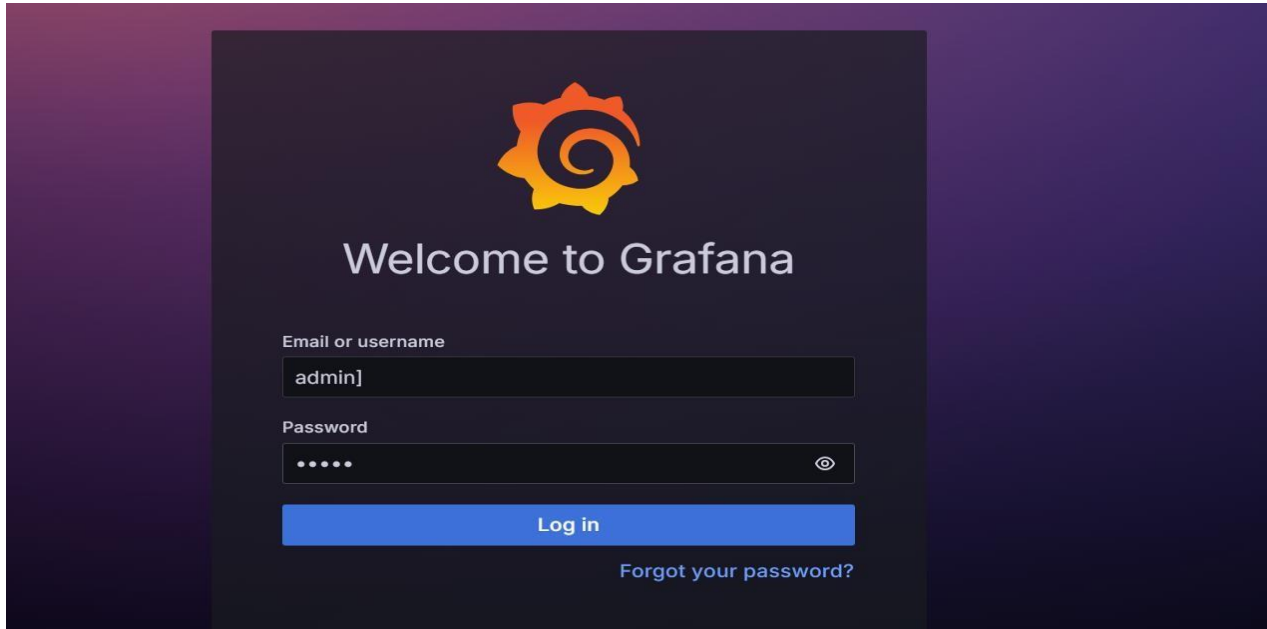 Welcome to Grafana
Email or username
admin]
Password
•••••
Log in
Forgot your password?